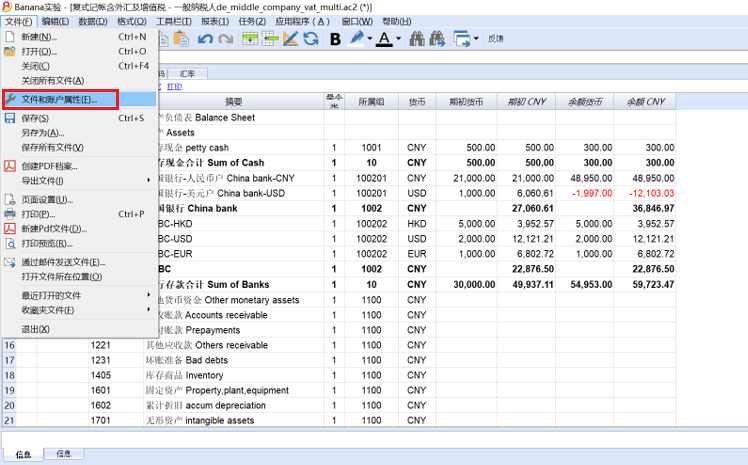 Banana实验 - [复式记帐含外汇及增值税 - 一般纳税人de_middle_company_vat_multi.ac2 (*)]
文件(F) 编辑(E) 数据(D) 格式(O) 工具栏(I) 报表(1) 任务(2) 应用程序（A） 窗口(W) 帮助(H)
新建(N)... Ctrl+N
打开(O)... Ctrl+O
关闭(C) Ctrl+F4
关闭所有文件(A)
文件和账户属性(F)...
保存(S) Ctrl+S
另存为(A)...
保存所有文件(V)
创建PDF档案...
导出文件(I)
页面设置(U)...
打印(P)... Ctrl+P
新建Pdf文件(D)...
打印预览(R)...
通过邮件发送文件(E)...
打开文件所在位置(O)
最近打开的文件
收藏夹文件(F)
退出(X)
B A 反馈
码 汇率
打印
摘要 基本类 所属组 货币 期初货币 期初 CNY 余额货币 余额 CNY
产负债表 Balance Sheet
产 Assets
存现金 petty cash 1 1001 CNY 500.00 500.00 300.00 300.00
存现金合计 Sum of Cash 1 10 CNY 500.00 500.00 300.00 300.00
国银行-人民币户 China bank-CNY 1 100201 CNY 21,000.00 21,000.00 48,950.00 48,950.00
国银行-美元户 China bank-USD 1 100201 USD 1,000.00 6,060.61 -1,997.00 -12,103.03
国银行 China bank 1 1002 CNY 27,060.61 36,846.97
BC-HKD 1 100202 HKD 5,000.00 3,952.57 5,000.00 3,952.57
BC-USD 1 100202 USD 2,000.00 12,121.21 2,000.00 12,121.21
BC-EUR 1 100202 EUR 1,000.00 6,802.72 1,000.00 6,802.72
BC 1 1002 CNY 22,876.50 22,876.50
行存款合计 Sum of Banks 1 10 CNY 30,000.00 49,937.11 54,953.00 59,723.47
他货币资金 Other monetary assets 1 1100 CNY
收账款 Accounts receivable 1 1100 CNY
付账款 Prepayments 1 1100 CNY
16 1221 其他应收款 Others receivable 1 1100 CNY
17 1231 坏账准备 Bad debts 1 1100 CNY
18 1405 库存商品 Inventory 1 1100 CNY
19 1601 固定资产 Property,plant,equipment 1 1100 CNY
20 1602 累计折旧 accum depreciation 1 1100 CNY
21 1701 无形资产 intangible assets 1 1100 CNY
信息 信息